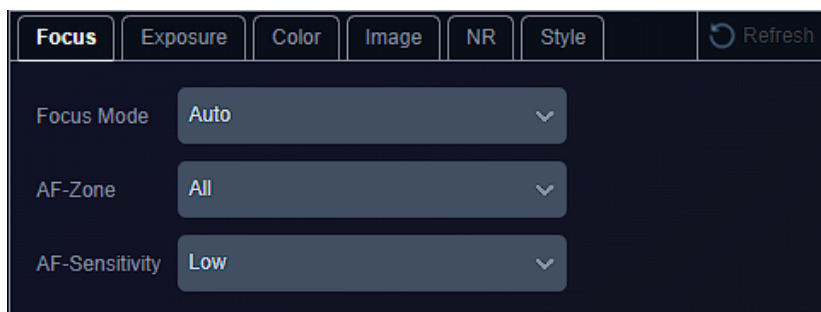 Focus Exposure Color Image NR Style Refresh
Focus Mode Auto
AF-Zone All
AF-Sensitivity Low